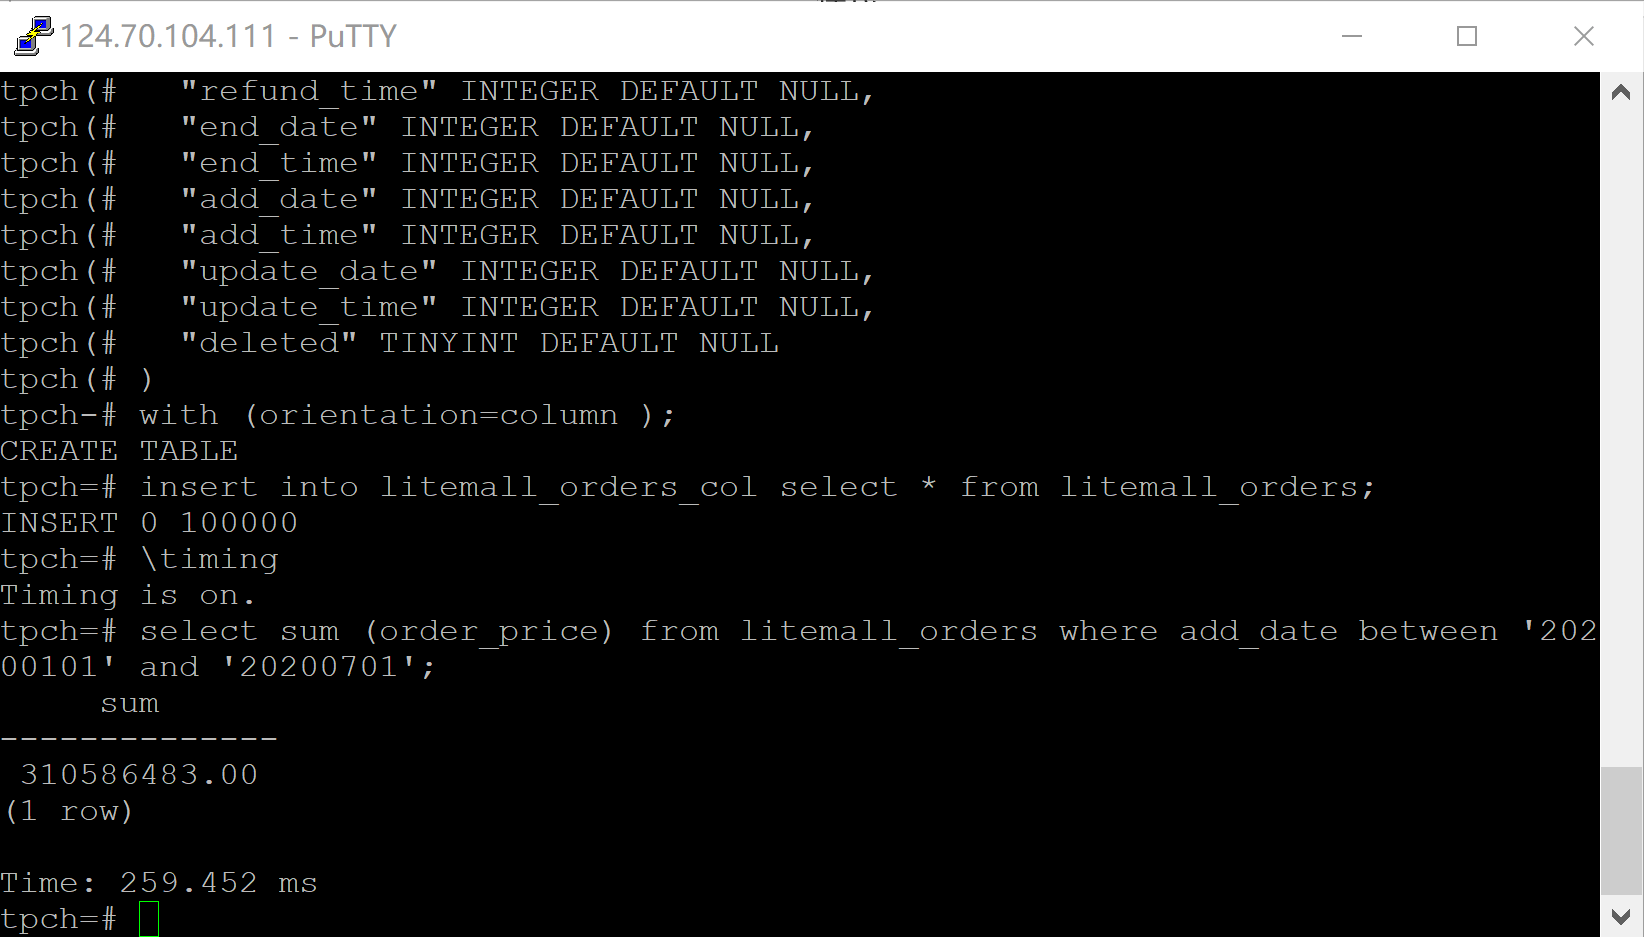 124.70.104.111 - PuTTY
tpch(#   "refund_time" INTEGER DEFAULT NULL,
tpch(#   "end_date" INTEGER DEFAULT NULL,
tpch(#   "end_time" INTEGER DEFAULT NULL,
tpch(#   "add_date" INTEGER DEFAULT NULL,
tpch(#   "add_time" INTEGER DEFAULT NULL,
tpch(#   "update_date" INTEGER DEFAULT NULL,
tpch(#   "update_time" INTEGER DEFAULT NULL,
tpch(#   "deleted" TINYINT DEFAULT NULL
tpch(# )
tpch-# with (orientation=column );
CREATE TABLE
tpch=# insert into litemall_orders_col select * from litemall_orders;
INSERT 0 100000
tpch=# \timing
Timing is on.
tpch=# select sum (order_price) from litemall_orders where add_date between '202
00101' and '20200701';
     sum
--------------
 310586483.00
(1 row)
Time: 259.452 ms
tpch=#